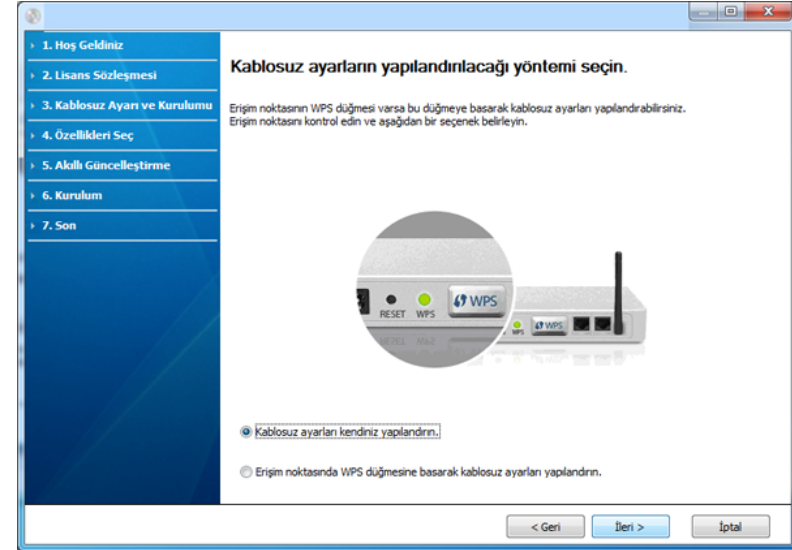 1. Hoş Geldiniz
2. Lisans Sözleşmesi
3. Kablosuz Ayarı ve Kurulumu
4. Özellikleri Seç
5. Akıllı Güncelleştirme
6. Kurulum
7. Son
Kablosuz ayarların yapılandırılacağı yöntemi seçin.
Erişim noktasının WPS düğmesi varsa bu düğmeye basarak kablosuz ayarları yapılandırabilirsiniz.
Erişim noktasını kontrol edin ve aşağıdan bir seçenek belirleyin.
RESET WPS WPS
WPS WPS
Kablosuz ayarları kendiniz yapılandırın.
Erişim noktasında WPS düğmesine basarak kablosuz ayarları yapılandırın.
< Geri İleri > İptal